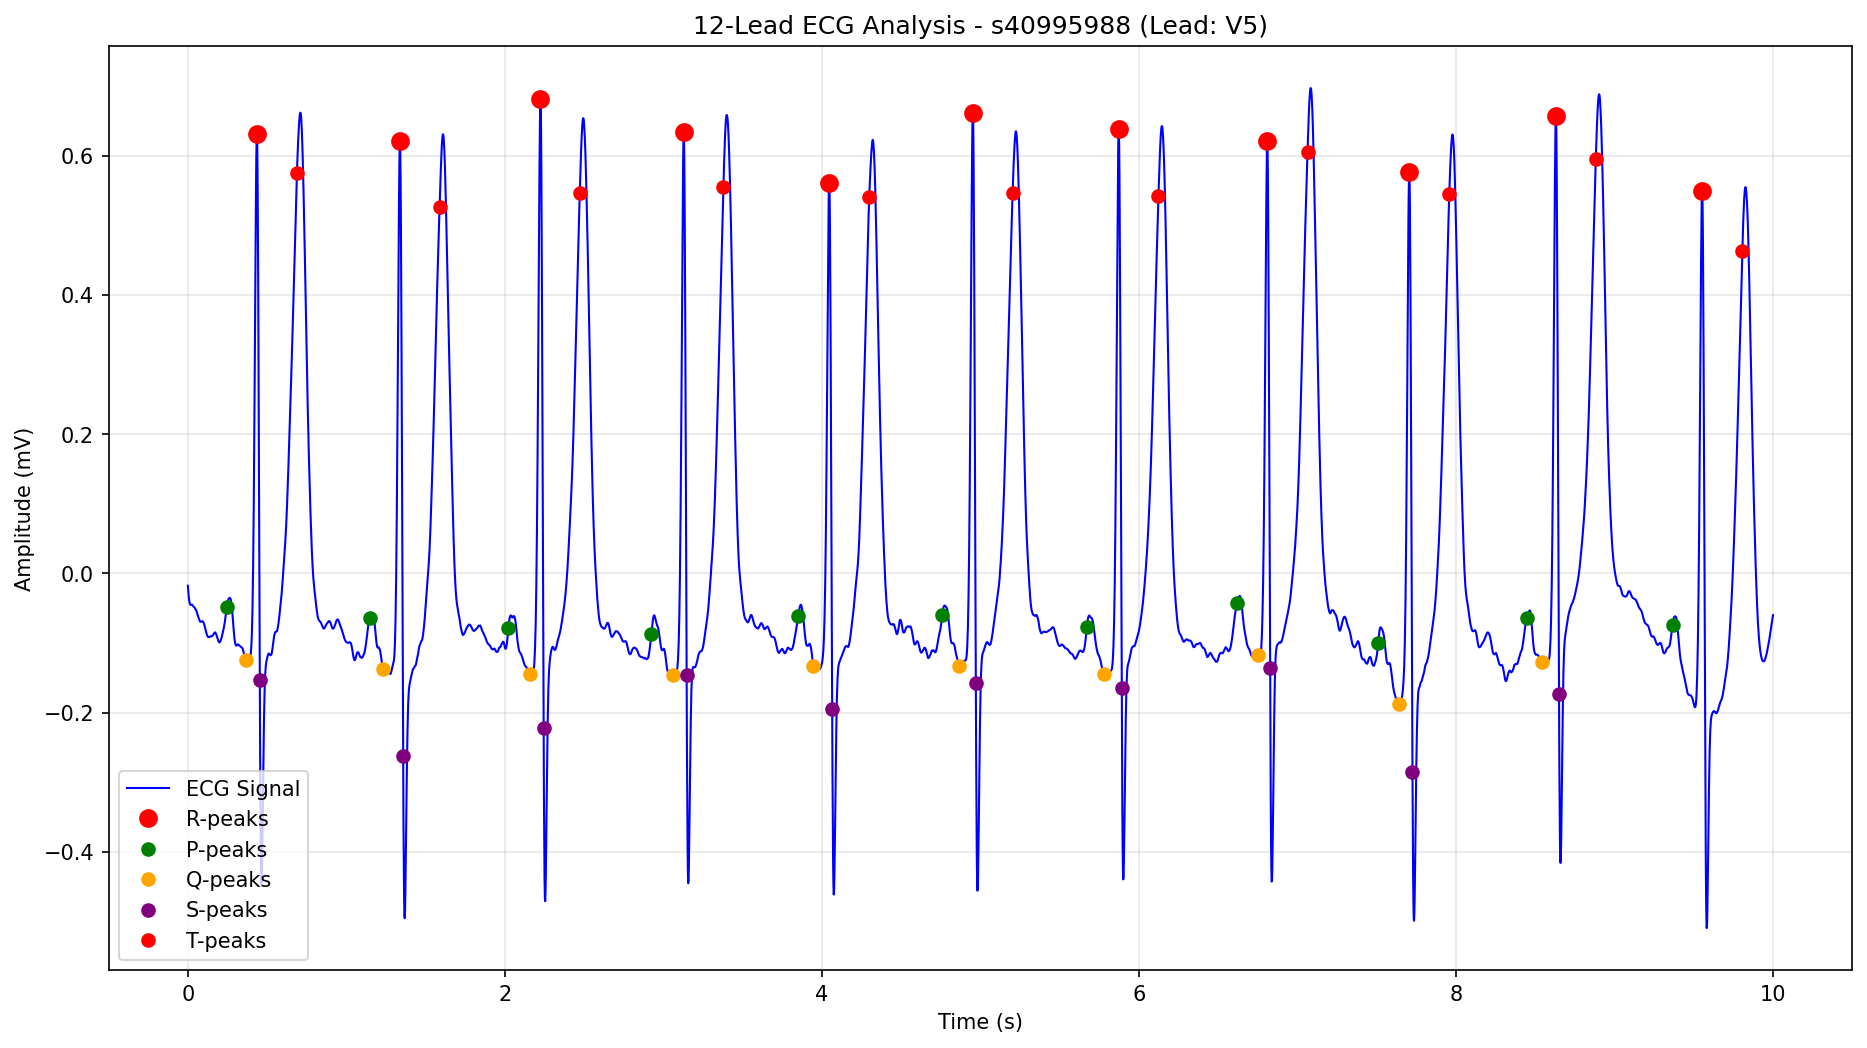 12-Lead ECG Analysis - s40995988 (Lead: V5)
Amplitude (mV)
0.6
0.4
0.2
0.0
−0.2
−0.4
ECG Signal
R-peaks
P-peaks
Q-peaks
S-peaks
T-peaks
0 2 4 6 8 10
Time (s)